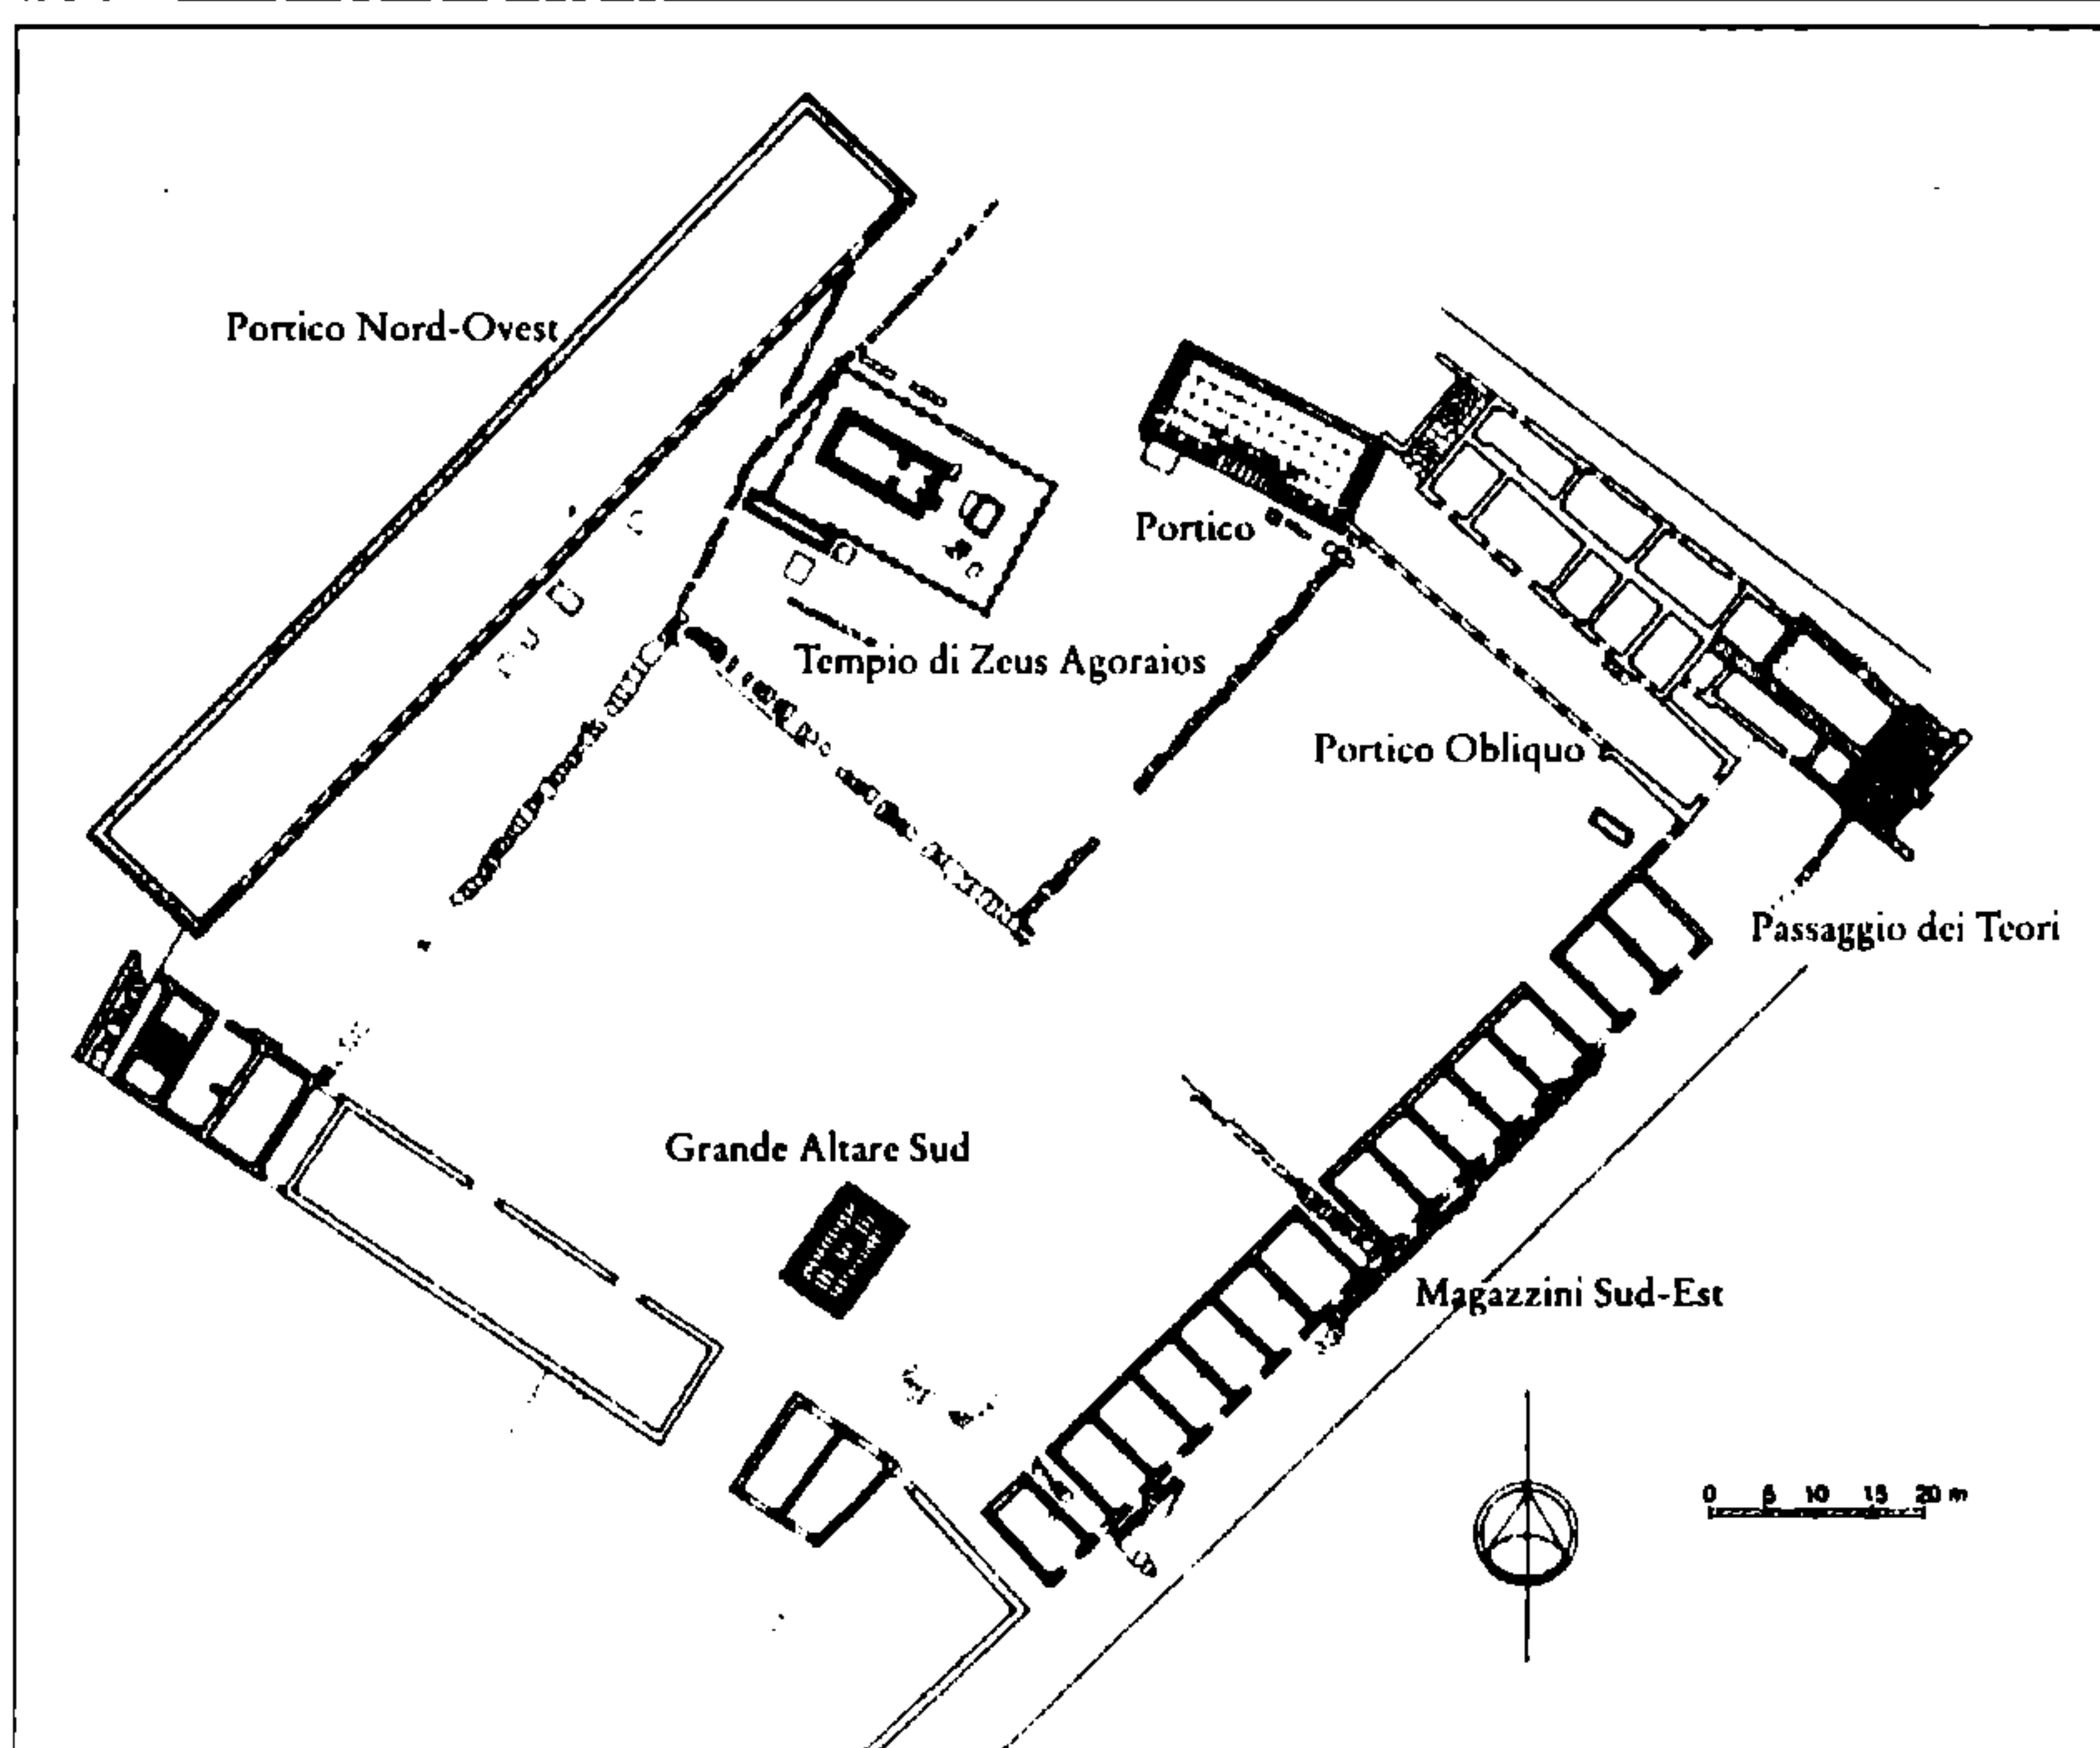 Portico Nord-Ovest
Portico
Tempio di Zeus Agoraios
Portico Obliquo
Passaggio dei Teori
Grande Altare Sud
Magazzini Sud-Est
0 5 10 15 20 m